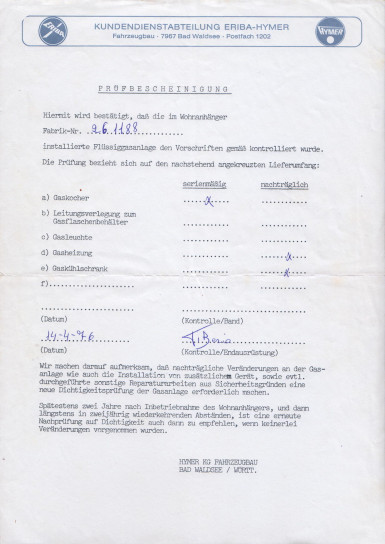 KUNDENDIENSTABTEILUNG ERIBA-HYMER
Fahrzeugbau · 7967 Bad Waldsee · Postfach 1202
HYMER
PRÜFBESCHEINIGUNG
Hiermit wird bestätigt, daß die im Wohnanhänger
Fabrik-Nr. 261188
installierte Flüssiggasanlage den Vorschriften gemäß kontrolliert wurde.
Die Prüfung bezieht sich auf den nachstehend angekreuzten Lieferumfang:
serienmäßig nachträglich
a) Gaskocher x
b) Leitungsverlegung zum
Gasflaschenbehälter
c) Gasleuchte
d) Gasheizung x
e) Gaskühlschrank x
f)
(Datum) (Kontrolle/Band)
14-4-76
(Datum) (Kontrolle/Endausrüstung)
Wir machen darauf aufmerksam, daß nachträgliche Veränderungen an der Gas-
anlage wie auch die Installation von zusätzlichem Gerät, sowie evtl.
durchgeführte sonstige Reparaturarbeiten aus Sicherheitsgründen eine
neue Dichtigkeitsprüfung der Gasanlage erforderlich machen.
Spätestens zwei Jahre nach Inbetriebnahme des Wohnanhängers, und dann
längstens in zweijährig wiederkehrenden Abständen, ist eine erneute
Nachprüfung auf Dichtigkeit auch dann zu empfehlen, wenn keinerlei
Veränderungen vorgenommen wurden.
HYMER KG FAHRZEUGBAU
BAD WALDSEE / WÜRTT.